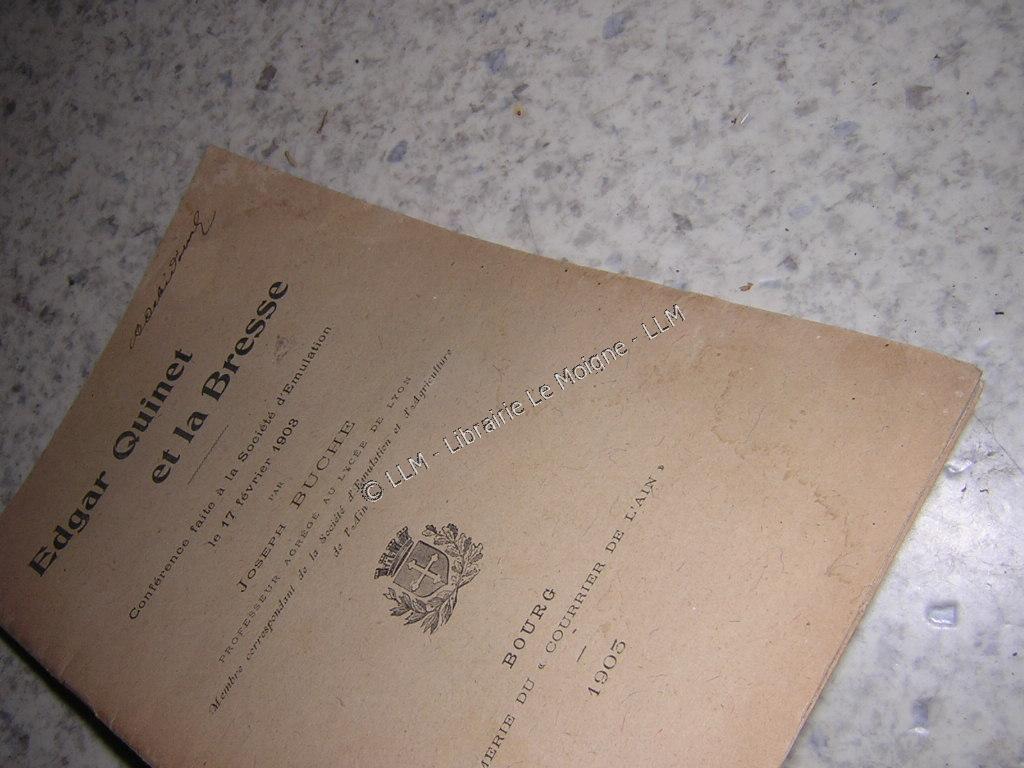 Edgar Quinet
et la Bresse
Conférence faite à la Société d'Emulation
le 17 février 1903
PAR
JOSEPH BUCHE
PROFESSEUR AGRÉGÉ AU LYCÉE DE LYON
Membre correspondant de la Société d'Emulation et d'Agriculture
de l'Ain
BOURG
MERIE DU « COURRIER DE L'AIN »
1903
© LLM - Librairie Le Moigne - LLM